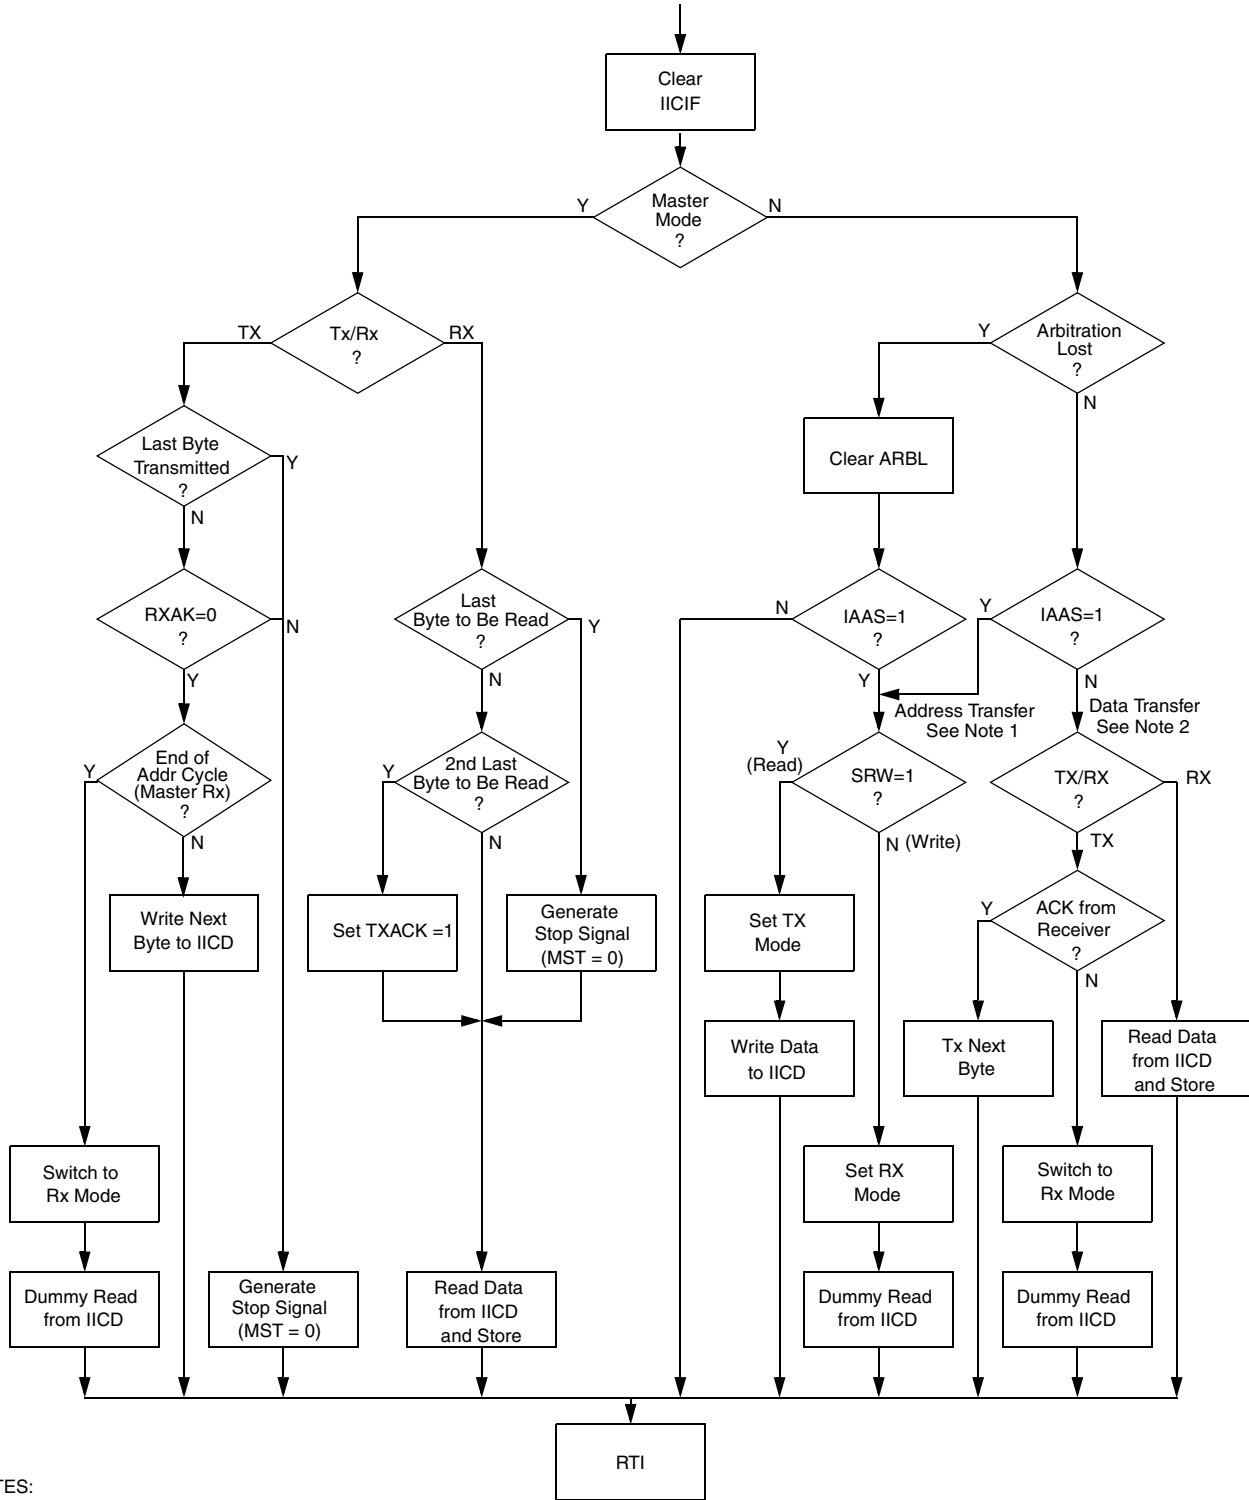 Clear
IICIF
Master
Mode
?
Y
N
Tx/Rx
?
TX
RX
Arbitration
Lost
?
Y
N
Last Byte
Transmitted
?
Y
N
Clear ARBL
RXAK=0
?
N
Y
Last
Byte to Be Read
?
Y
N
IAAS=1
?
N
Y
IAAS=1
?
Y
N
Address Transfer
See Note 1
Data Transfer
See Note 2
End of
Addr Cycle
(Master Rx)
?
Y
N
2nd Last
Byte to Be Read
?
Y
N
SRW=1
?
Y
(Read)
N (Write)
TX/RX
?
RX
TX
Write Next
Byte to IICD
Set TXACK =1
Generate
Stop Signal
(MST = 0)
Set TX
Mode
ACK from
Receiver
?
Y
N
Write Data
to IICD
Tx Next
Byte
Read Data
from IICD
and Store
Switch to
Rx Mode
Set RX
Mode
Switch to
Rx Mode
Dummy Read
from IICD
Generate
Stop Signal
(MST = 0)
Read Data
from IICD
and Store
Dummy Read
from IICD
Dummy Read
from IICD
RTI
TES: